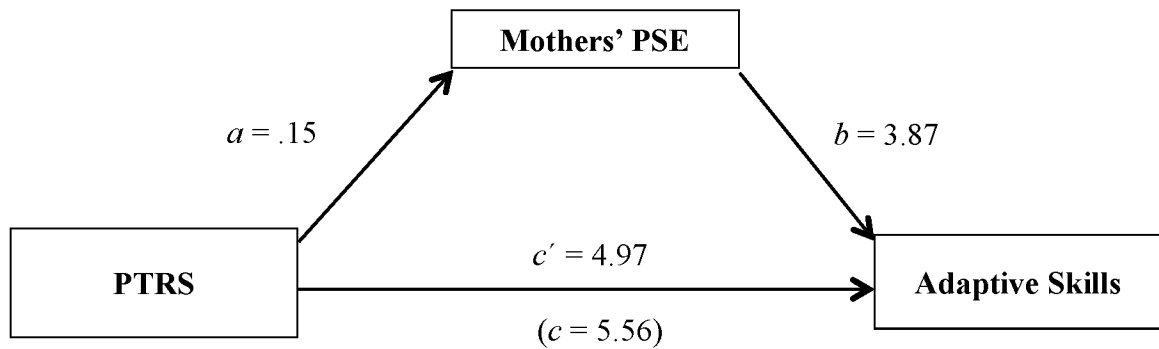 Mothers’ PSE
a = .15
b = 3.87
c′ = 4.97
PTRS
Adaptive Skills
(c = 5.56)